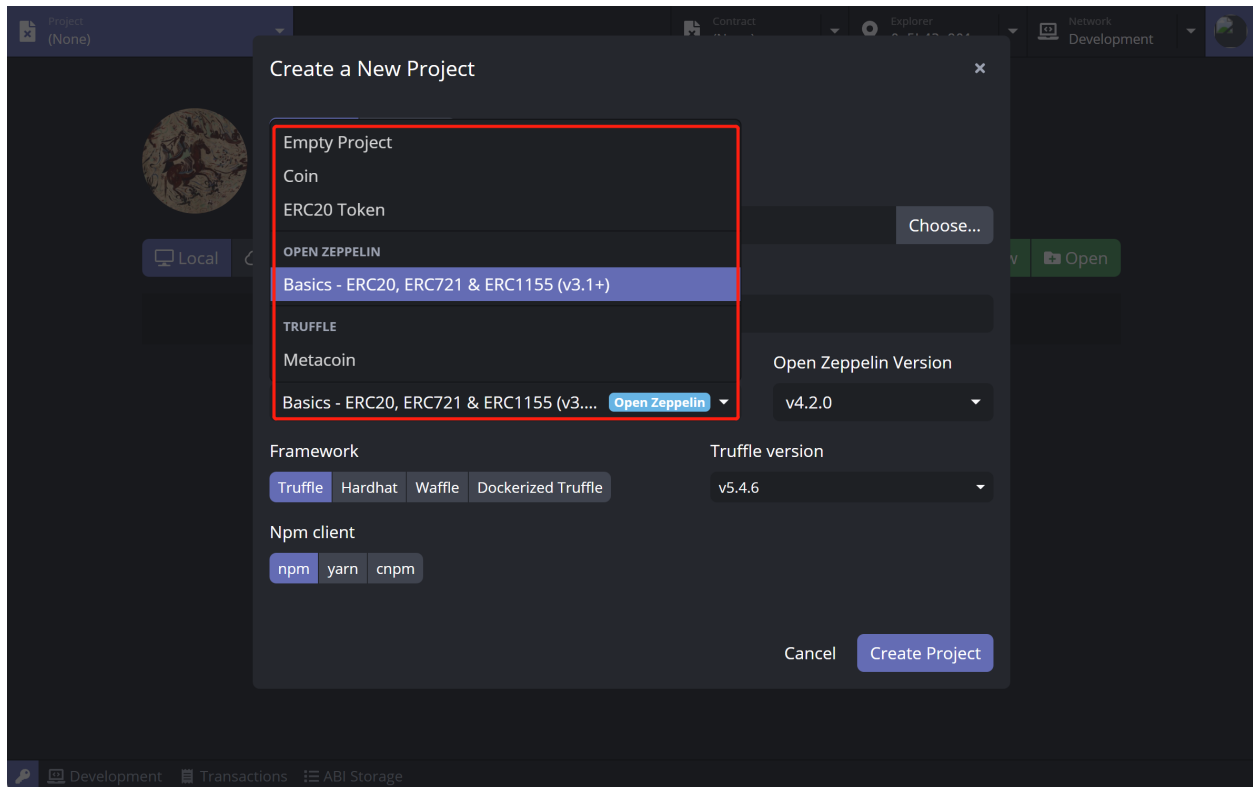 Project
(None)
Contract
Explorer
Network
Development
Create a New Project
×
Empty Project
Coin
ERC20 Token
Choose...
OPEN ZEPPELIN
Local
Open
Basics - ERC20, ERC721 & ERC1155 (v3.1+)
TRUFFLE
Metacoin
Open Zeppelin Version
Basics - ERC20, ERC721 & ERC1155 (v3.... Open Zeppelin
v4.2.0
Framework
Truffle version
Truffle Hardhat Waffle Dockerized Truffle
v5.4.6
Npm client
npm yarn cnpm
Cancel Create Project
Development Transactions ABI Storage